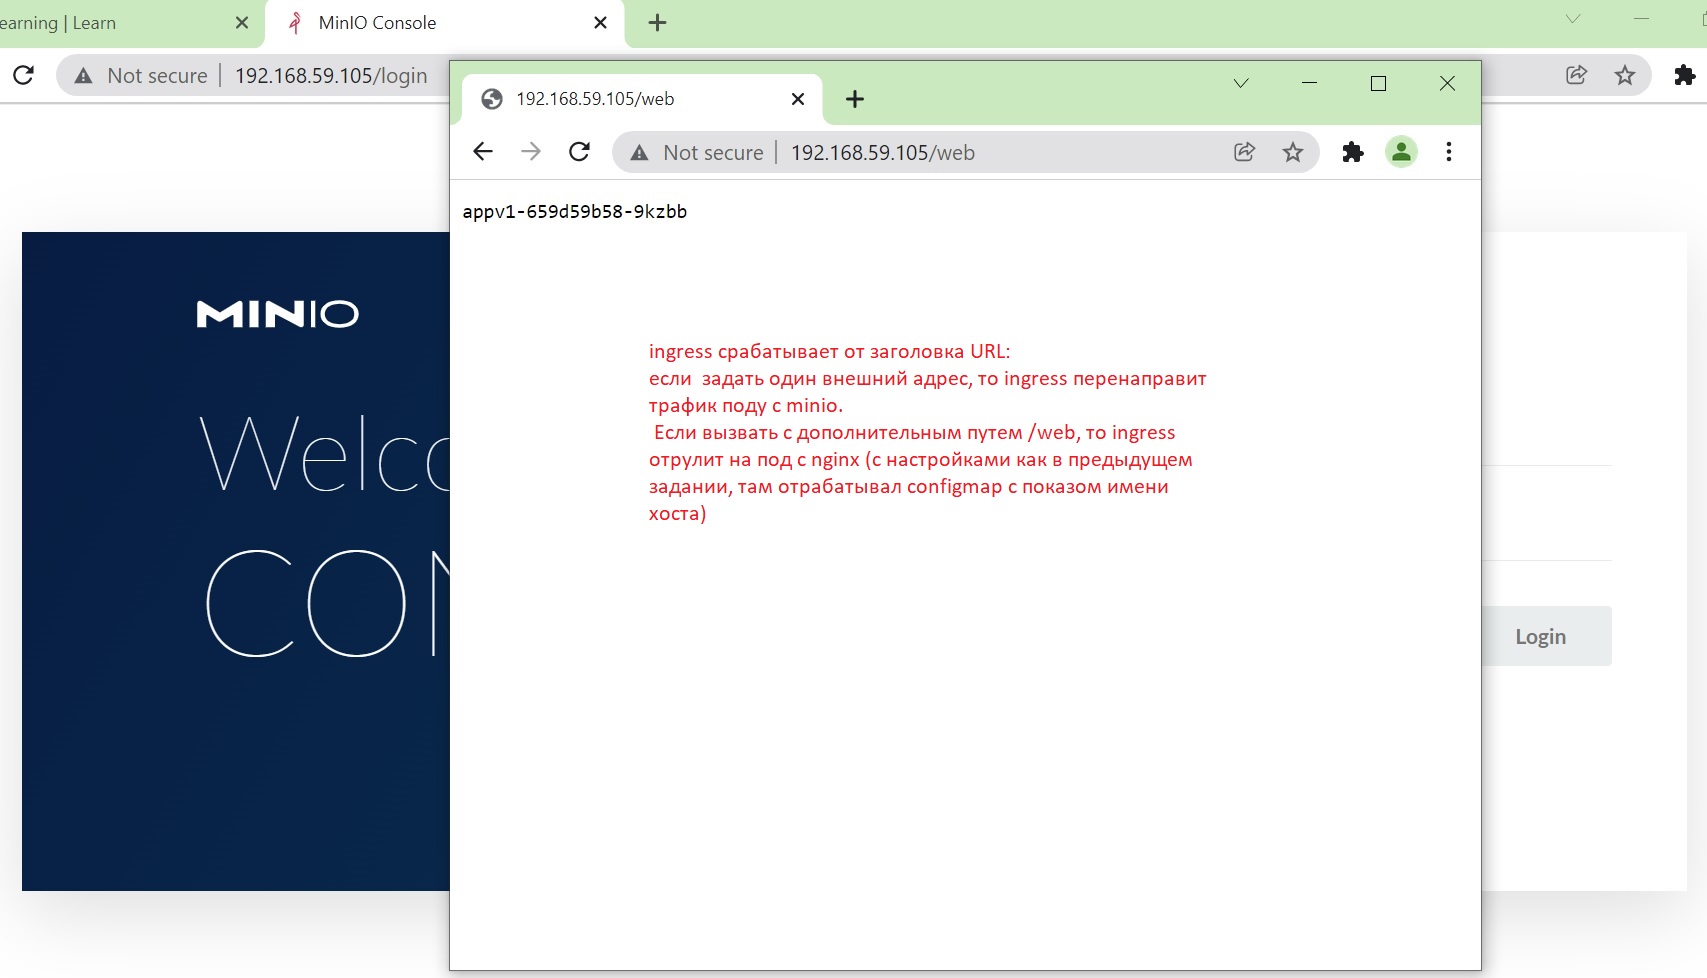 earning | Learn
MinIO Console
Not secure
192.168.59.105/login
192.168.59.105/web
Not secure
192.168.59.105/web
appv1-659d59b58-9kzbb
MINIO
Welco
CON
ingress срабатывает от заголовка URL:
если  задать один внешний адрес, то ingress перенаправит
трафик поду с minio.
Если вызвать с дополнительным путем /web, то ingress
отрулит на под с nginx (с настройками как в предыдущем
задании, там отрабатывал configmap с показом имени
хоста)
Login